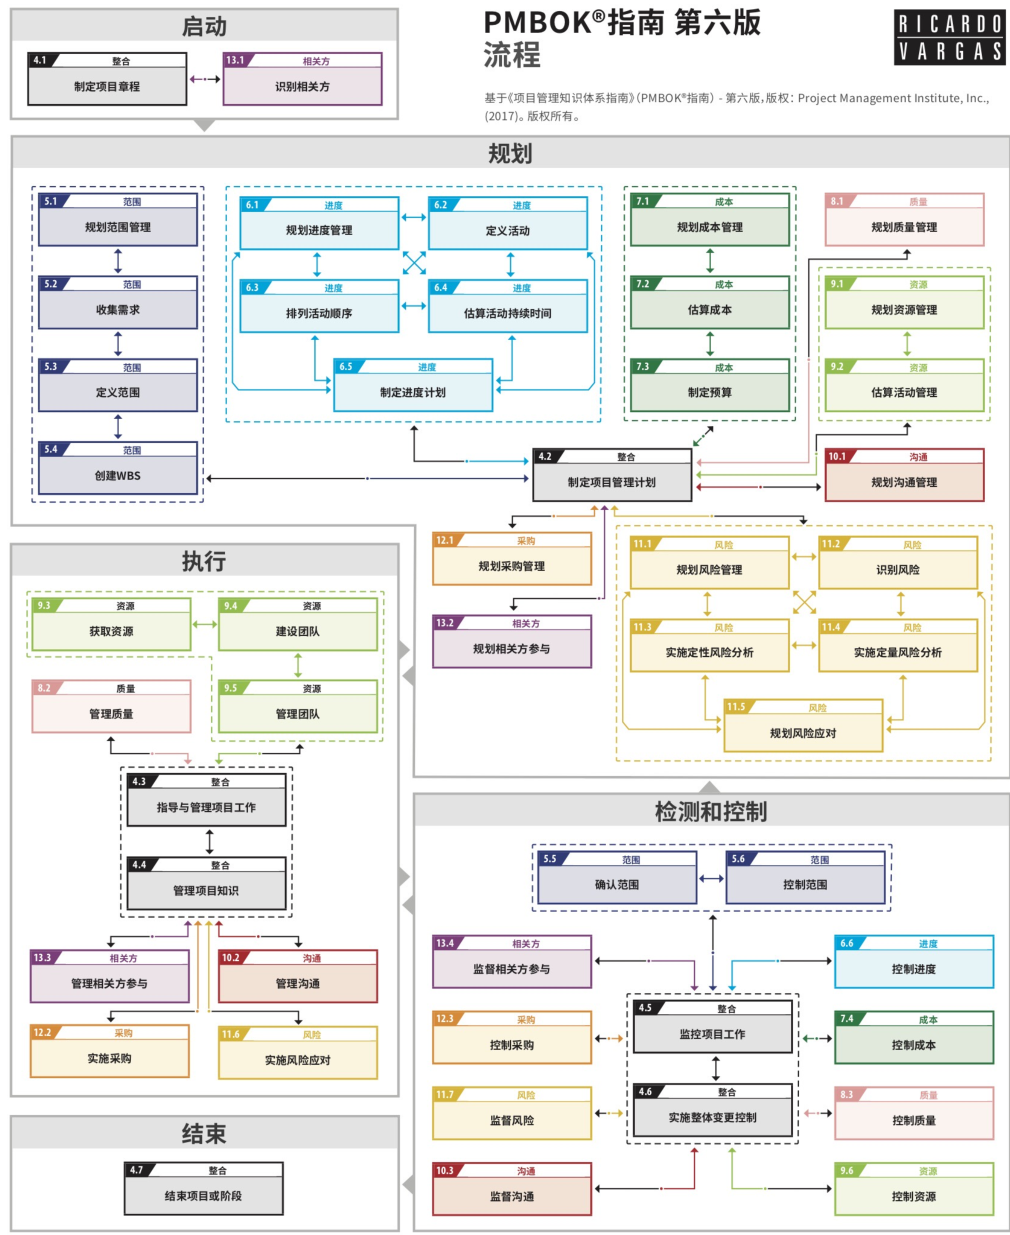 启动
4.1 整合
制定项目章程
13.1 相关方
识别相关方
PMBOK®指南 第六版
流程
RICARDO
VARGAS
基于《项目管理知识体系指南》(PMBOK®指南) - 第六版,版权: Project Management Institute, Inc.,
(2017)。版权所有。
规划
5.1 范围
规划范围管理
5.2 范围
收集需求
5.3 范围
定义范围
5.4 范围
创建WBS
6.1 进度
规划进度管理
6.2 进度
定义活动
6.3 进度
排列活动顺序
6.4 进度
估算活动持续时间
6.5 进度
制定进度计划
7.1 成本
规划成本管理
7.2 成本
估算成本
7.3 成本
制定预算
8.1 质量
规划质量管理
9.1 资源
规划资源管理
9.2 资源
估算活动管理
4.2 整合
制定项目管理计划
10.1 沟通
规划沟通管理
12.1 采购
规划采购管理
13.2 相关方
规划相关方参与
11.1 风险
规划风险管理
11.2 风险
识别风险
11.3 风险
实施定性风险分析
11.4 风险
实施定量风险分析
11.5 风险
规划风险应对
执行
9.3 资源
获取资源
9.4 资源
建设团队
8.2 质量
管理质量
9.5 资源
管理团队
4.3 整合
指导与管理项目工作
4.4 整合
管理项目知识
13.3 相关方
管理相关方参与
10.2 沟通
管理沟通
12.2 采购
实施采购
11.6 风险
实施风险应对
结束
4.7 整合
结束项目或阶段
检测和控制
5.5 范围
确认范围
5.6 范围
控制范围
13.4 相关方
监督相关方参与
6.6 进度
控制进度
4.5 整合
监控项目工作
12.3 采购
控制采购
7.4 成本
控制成本
4.6 整合
实施整体变更控制
11.7 风险
监督风险
8.3 质量
控制质量
10.3 沟通
监督沟通
9.6 资源
控制资源